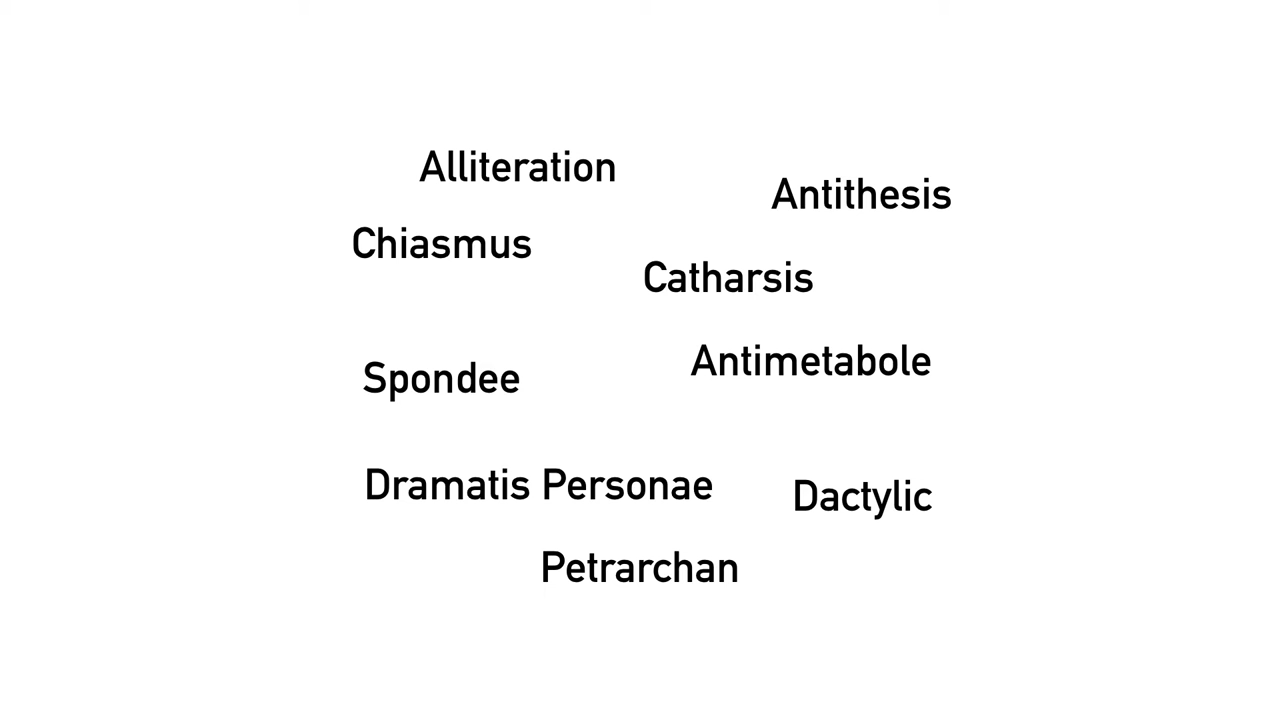 Alliteration
Antithesis
Chiasmus
Catharsis
Antimetabole
Spondee
Dramatis Personae
Dactylic
Petrarchan